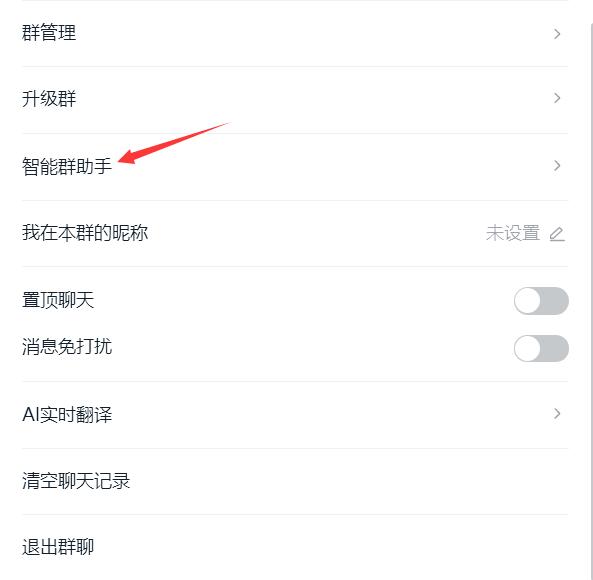 群管理
升级群
智能群助手
我在本群的昵称 未设置
置顶聊天
消息免打扰
AI实时翻译
清空聊天记录
退出群聊